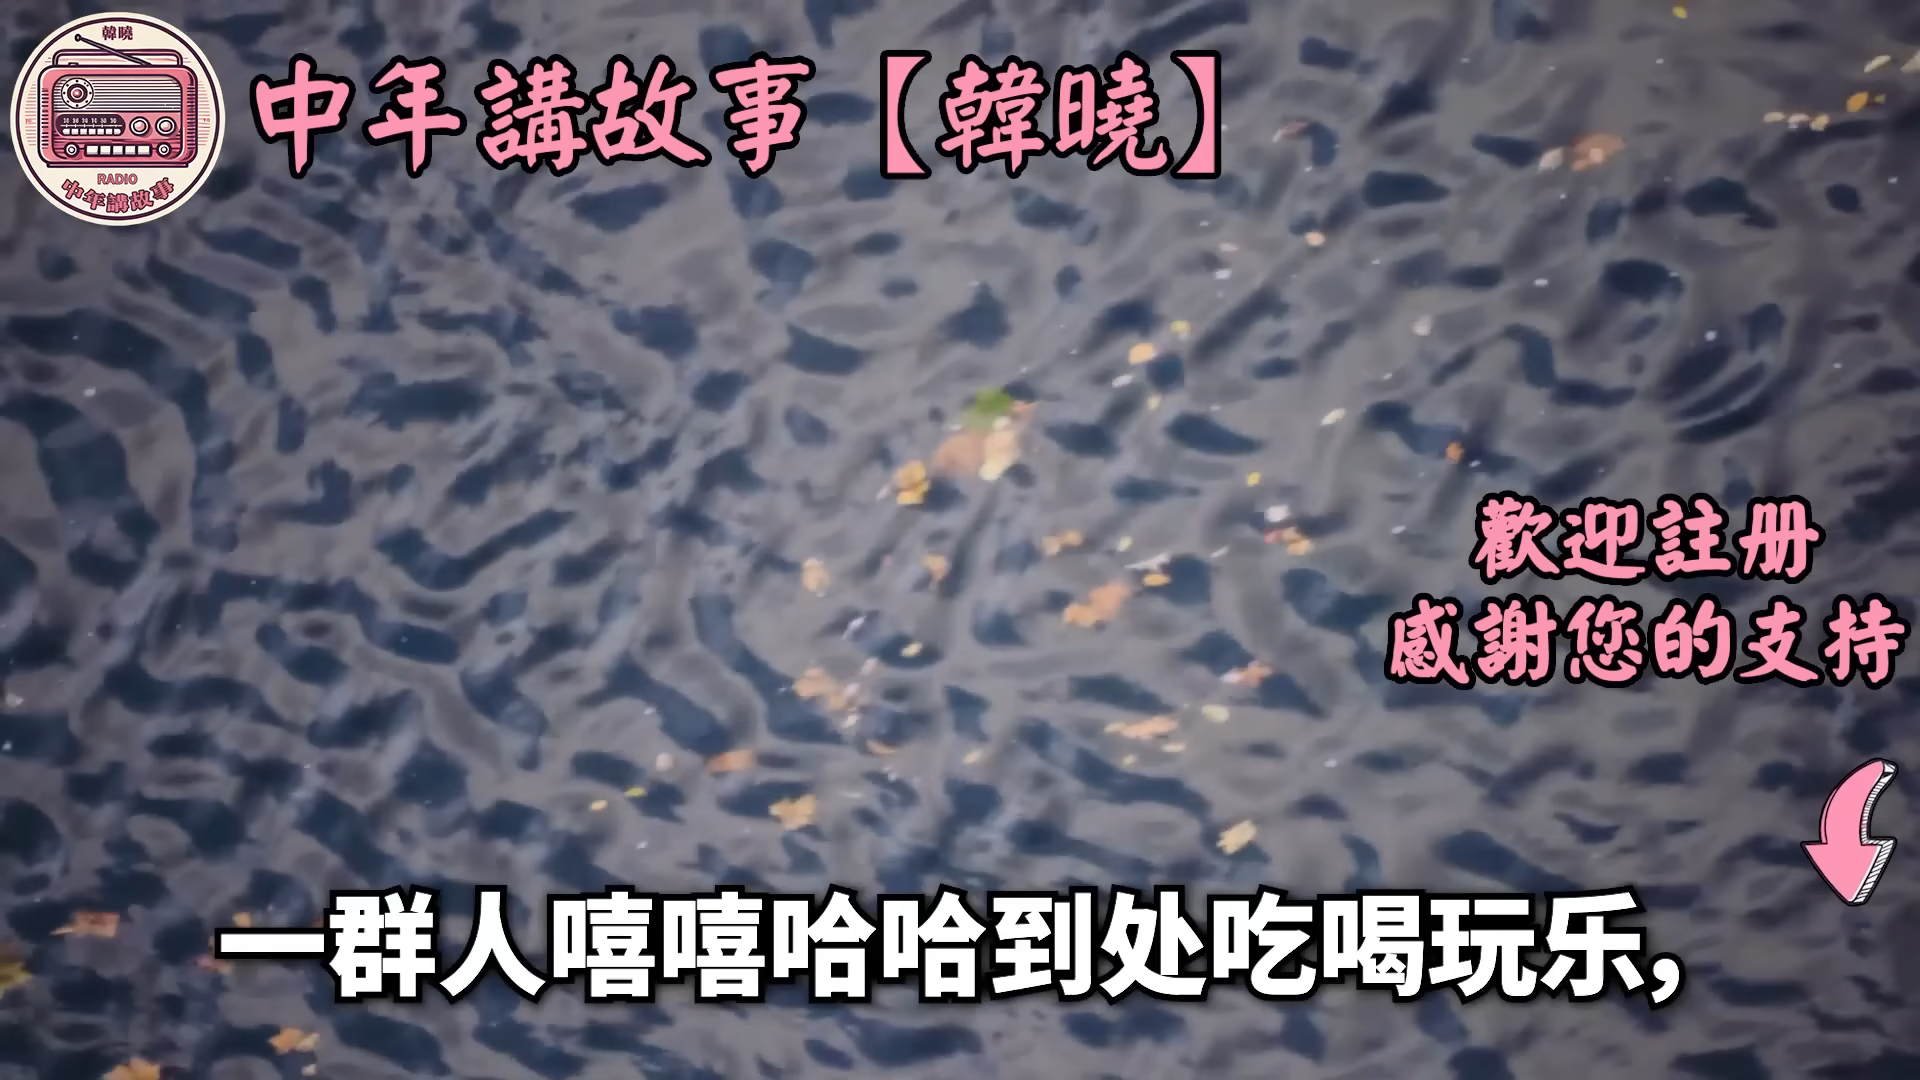 韓曉
RADIO
中年講故事
中年講故事【韓曉】
歡迎註册
感謝您的支持
一群人嘻嘻哈哈到处吃喝玩乐,